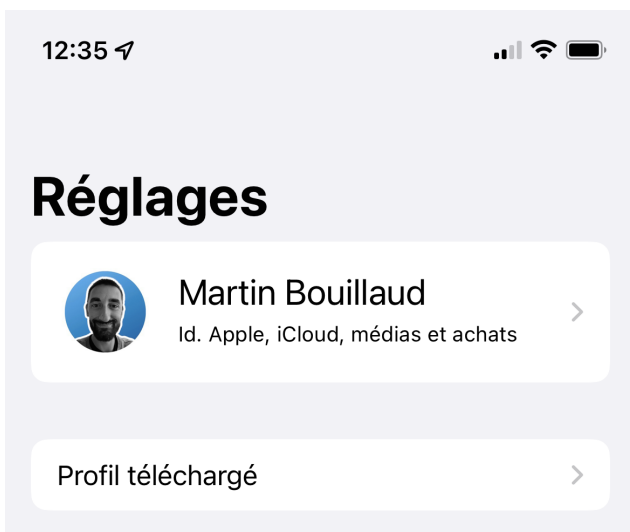 12:35
Réglages
Martin Bouillaud
Id. Apple, iCloud, médias et achats
Profil téléchargé